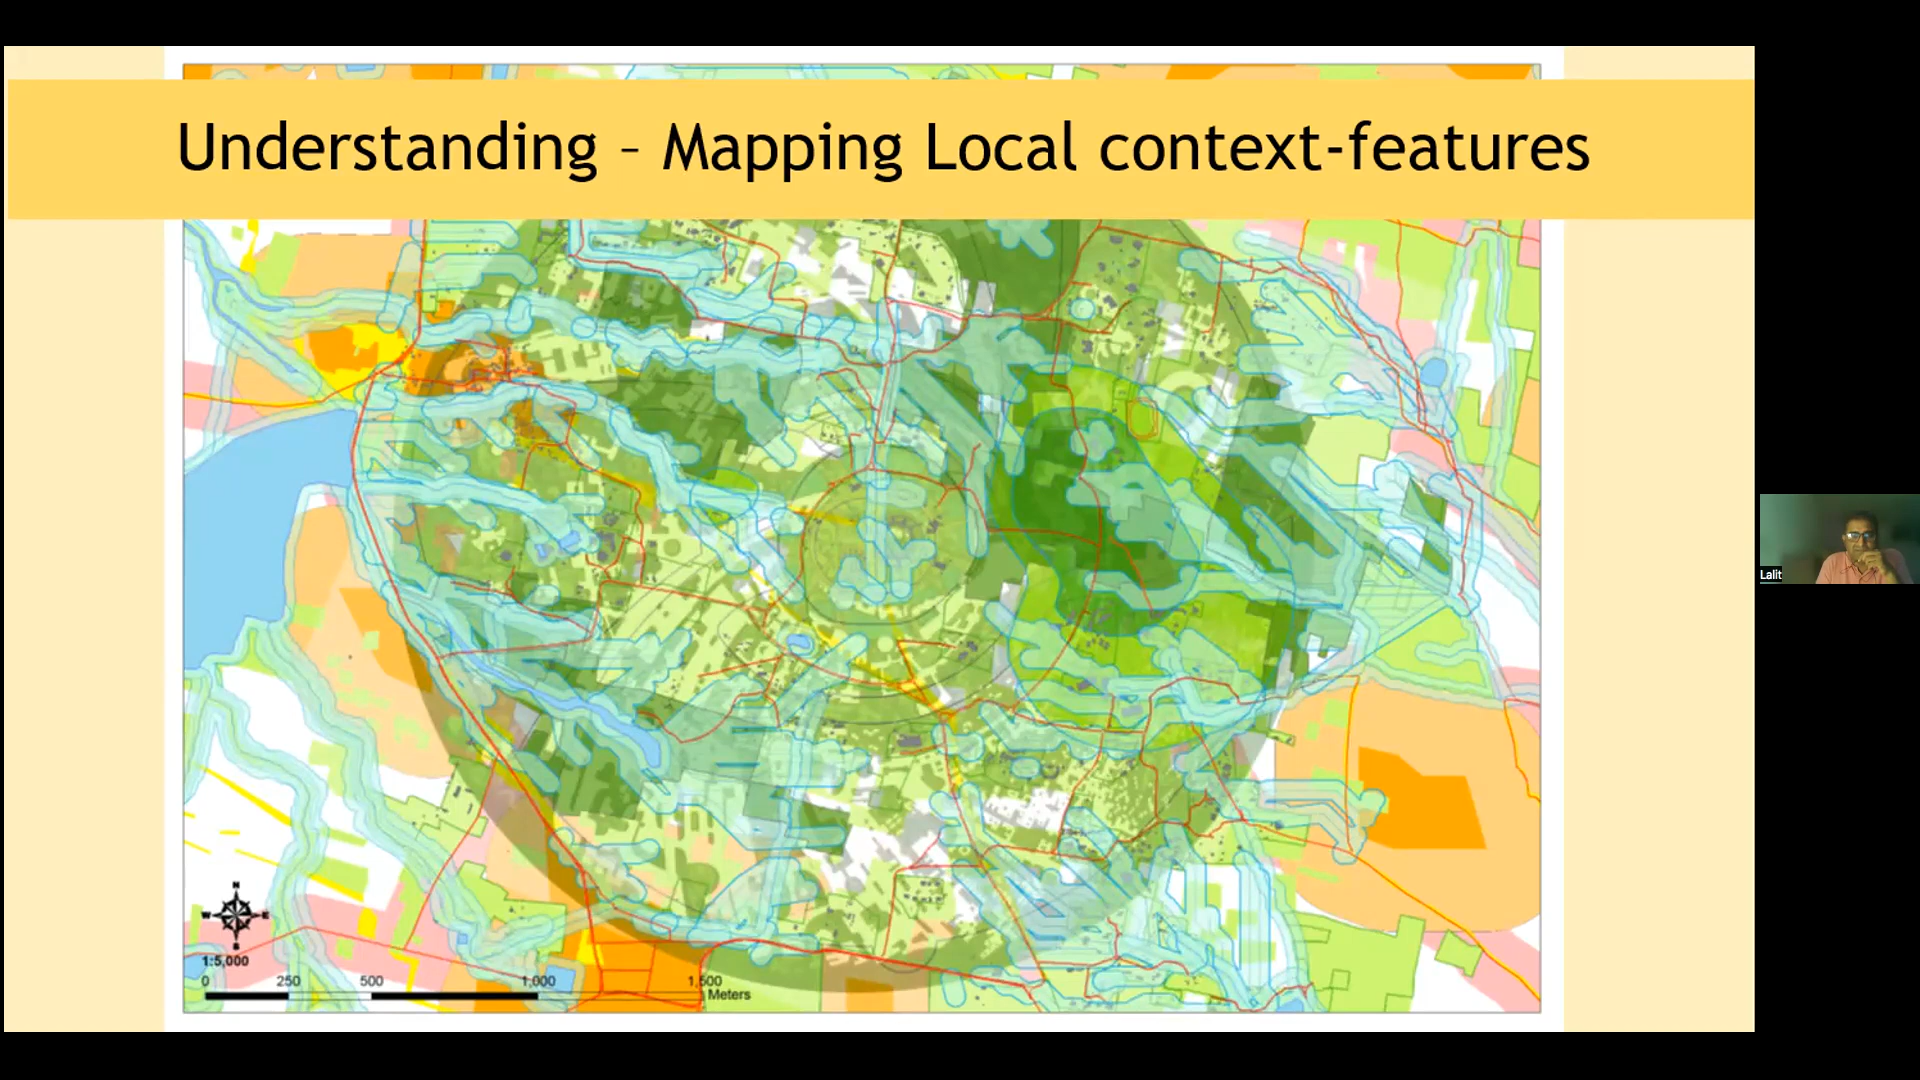 Understanding – Mapping Local context-features
Lalit
N
W E
S
1:5,000
0 250 500 1,000 1,500
Meters